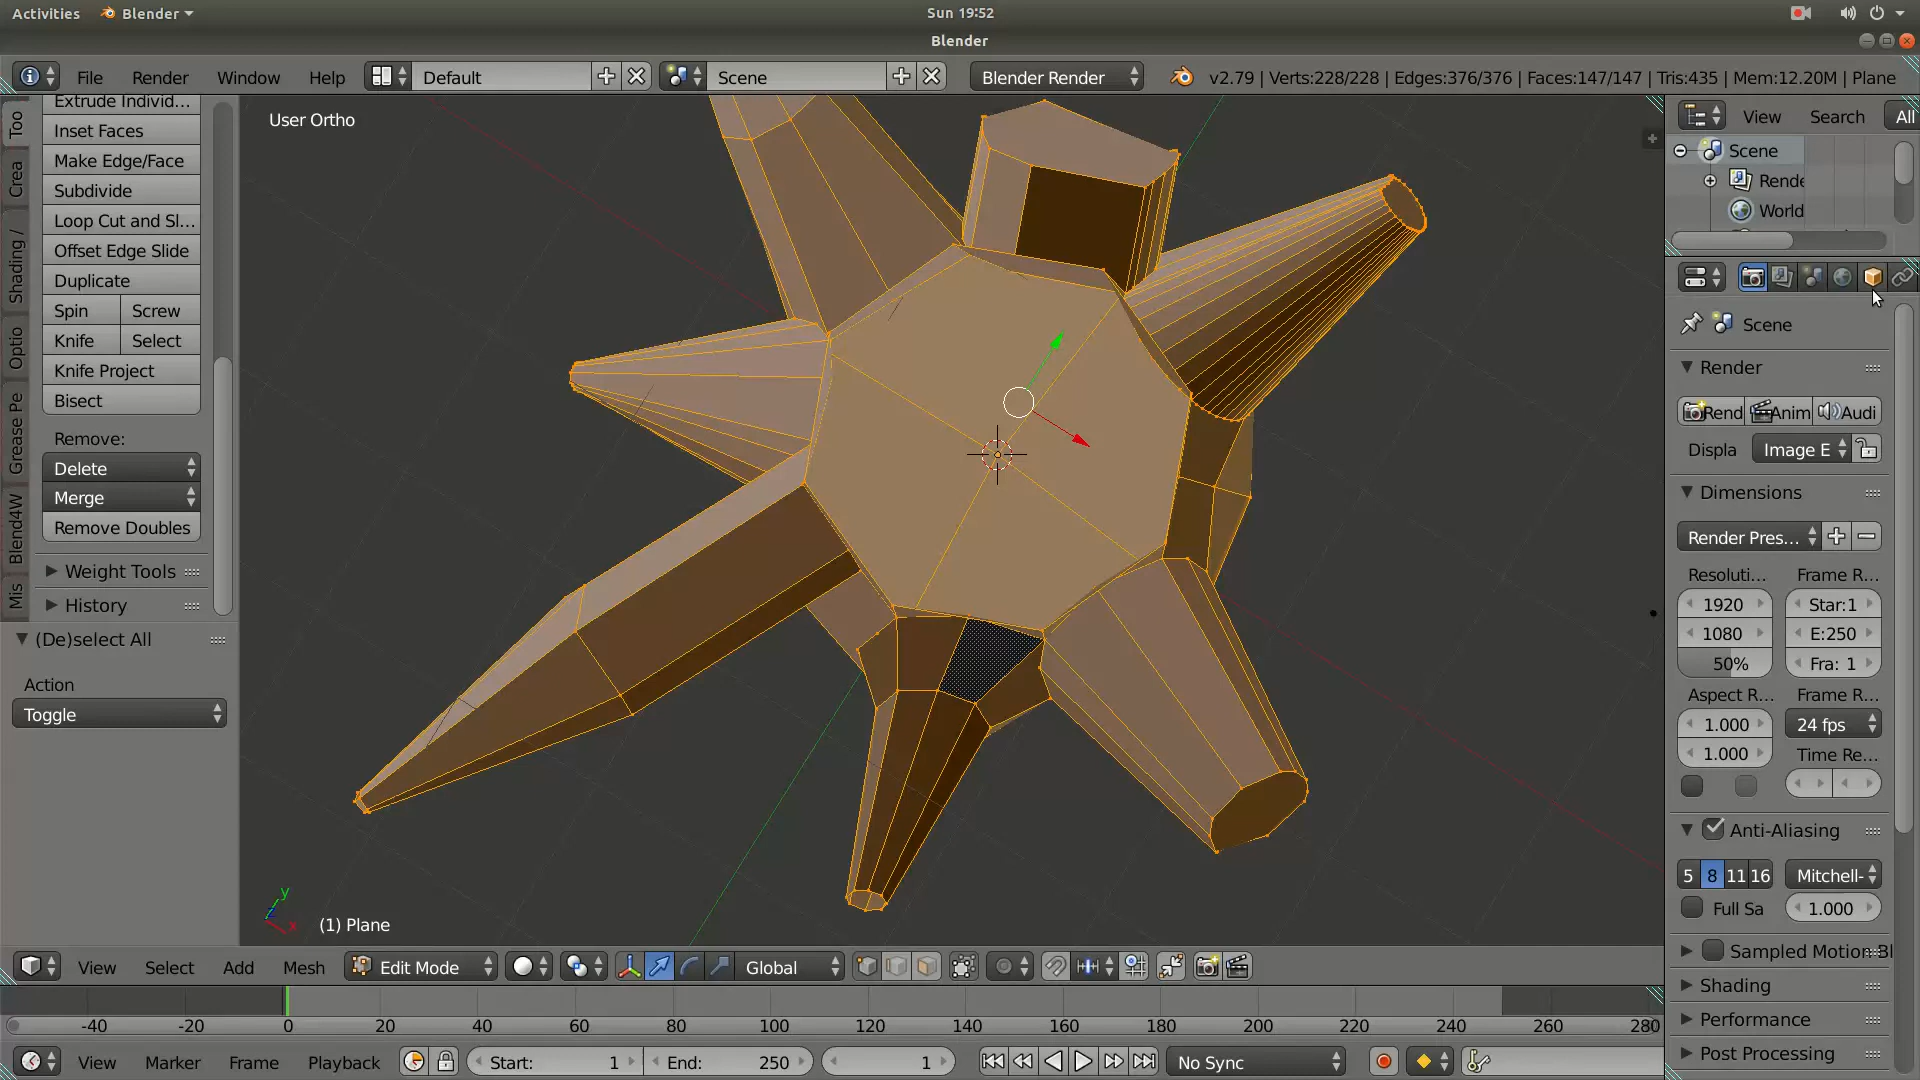 Activities Blender Sun 19:52
Blender
File Render Window Help Default Scene Blender Render v2.79 | Verts:228/228 | Edges:376/376 | Faces:147/147 | Tris:435 | Mem:12.20M | Plane
Extrude Individ...
Inset Faces
Make Edge/Face
Subdivide
Loop Cut and Sl...
Offset Edge Slide
Duplicate
Spin Screw
Knife Select
Knife Project
Bisect
Remove:
Delete
Merge
Remove Doubles
Weight Tools
History
(De)select All
Action
Toggle
Too
Crea
Shading /
Optio
Grease Pe
Blend4W
Mis
User Ortho
y
z
x
(1) Plane
View Search All
Scene
Rende
World
Scene
Render
Rend Anim Audi
Displa Image E
Dimensions
Render Pres...
Resoluti... Frame R...
1920 Star:1
1080 E:250
50% Fra: 1
Aspect R... Frame R...
1.000 24 fps
1.000 Time Re...
Anti-Aliasing
5 8 11 16 Mitchell-
Full Sa 1.000
Sampled Motion Bl
Shading
Performance
Post Processing
View Select Add Mesh Edit Mode Global
-40 -20 0 20 40 60 80 100 120 140 160 180 200 220 240 260 280
View Marker Frame Playback Start: 1 End: 250 1 No Sync